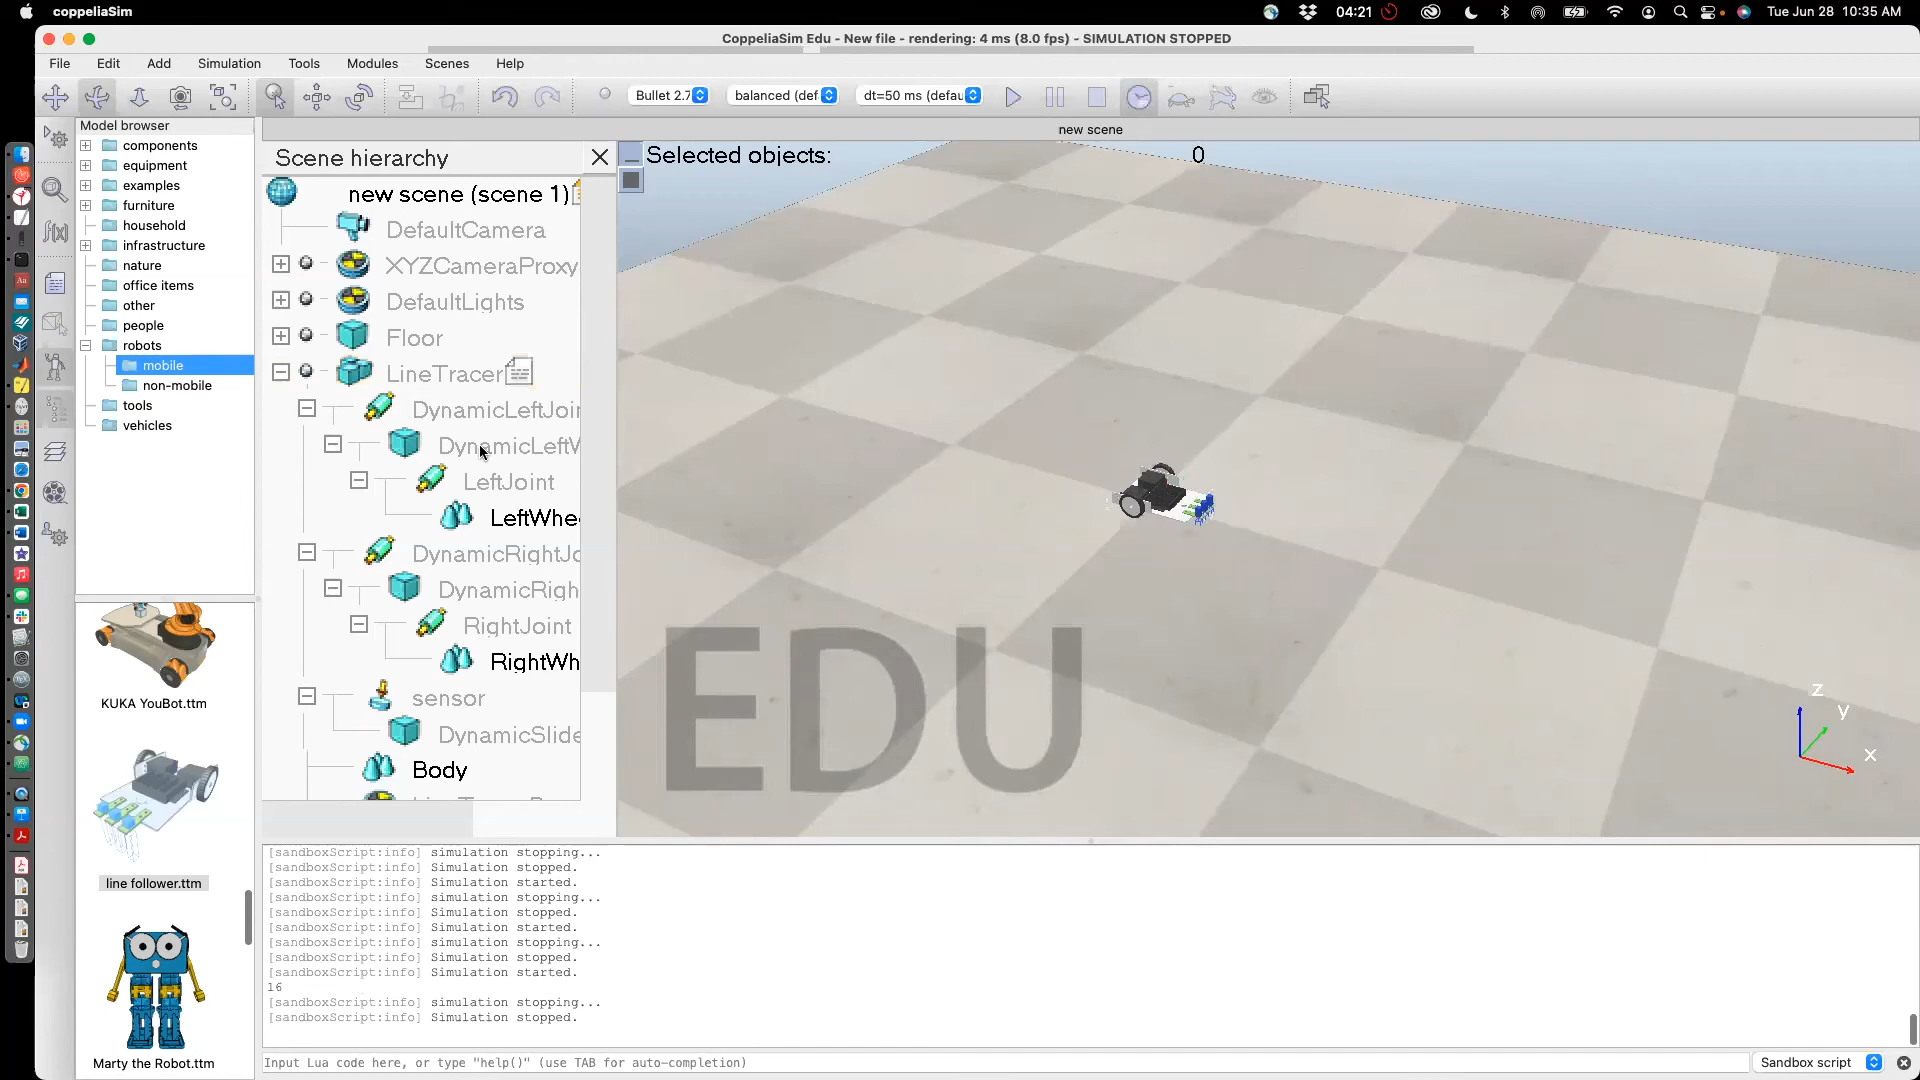 coppeliaSim
04:21
Tue Jun 28 10:35 AM
CoppeliaSim Edu - New file - rendering: 4 ms (8.0 fps) - SIMULATION STOPPED
File Edit Add Simulation Tools Modules Scenes Help
Bullet 2.7
balanced (def
dt=50 ms (defau
Model browser
components
equipment
examples
furniture
household
infrastructure
nature
office items
other
people
robots
mobile
non-mobile
tools
vehicles
KUKA YouBot.ttm
line follower.ttm
Marty the Robot.ttm
new scene
Scene hierarchy
new scene (scene 1)
DefaultCamera
XYZCameraProxy
DefaultLights
Floor
LineTracer
DynamicLeftJoin
DynamicLeftW
LeftJoint
LeftWhee
DynamicRightJo
DynamicRigh
RightJoint
RightWh
sensor
DynamicSlide
Body
Selected objects: 0
EDU
z
y
x
[sandboxScript:info] simulation stopping...
[sandboxScript:info] Simulation stopped.
[sandboxScript:info] Simulation started.
[sandboxScript:info] simulation stopping...
[sandboxScript:info] Simulation stopped.
[sandboxScript:info] Simulation started.
[sandboxScript:info] simulation stopping...
[sandboxScript:info] Simulation stopped.
[sandboxScript:info] Simulation started.
16
[sandboxScript:info] simulation stopping...
[sandboxScript:info] Simulation stopped.
Input Lua code here, or type "help()" (use TAB for auto-completion)
Sandbox script